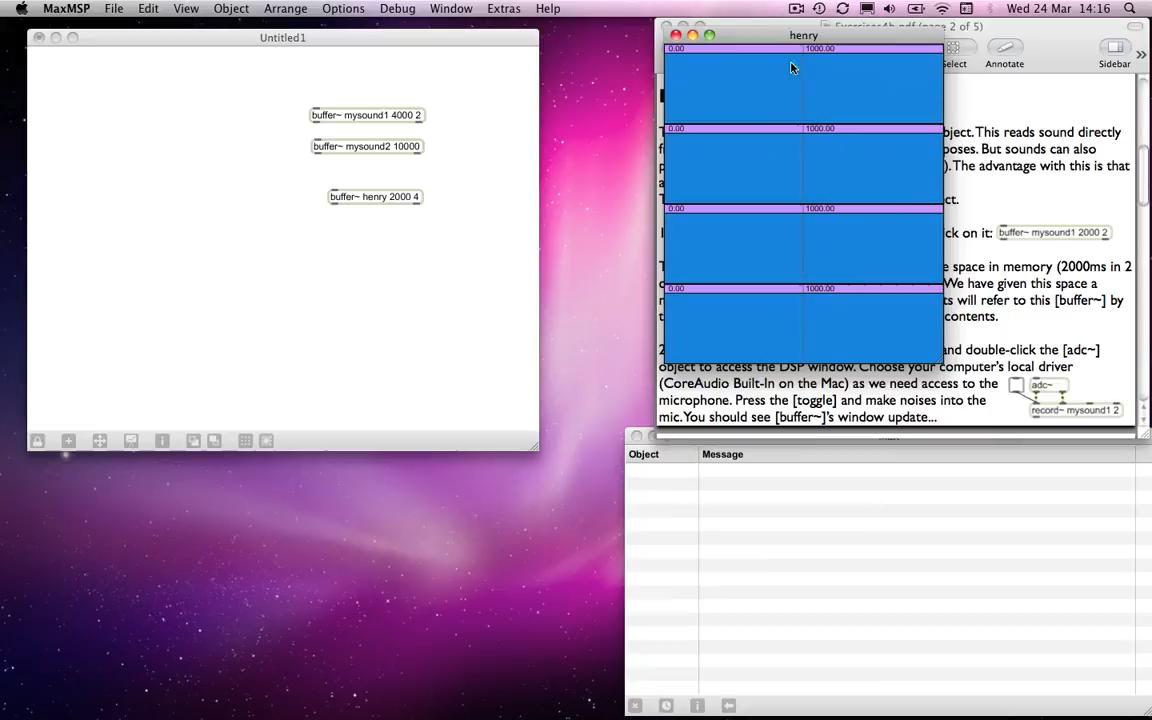 MaxMSP File Edit View Object Arrange Options Debug Window Extras Help Wed 24 Mar 14:16
Untitled1
buffer~ mysound1 4000 2
buffer~ mysound2 10000
buffer~ henry 2000 4
Exercises4b.pdf (page 2 of 5)
henry
Select Annotate Sidebar
0.00 1000.00
0.00 1000.00
0.00 1000.00
0.00 1000.00
bject. This reads sound directly
poses. But sounds can also
). The advantage with this is that
ct.
ck on it: buffer~ mysound1 2000 2
e space in memory (2000ms in 2
We have given this space a
ts will refer to this [buffer~] by
contents.
and double-click the [adc~]
object to access the DSP window. Choose your computer's local driver
(CoreAudio Built-In on the Mac) as we need access to the
microphone. Press the [toggle] and make noises into the
mic. You should see [buffer~]'s window update...
adc~
record~ mysound1 2
Object Message